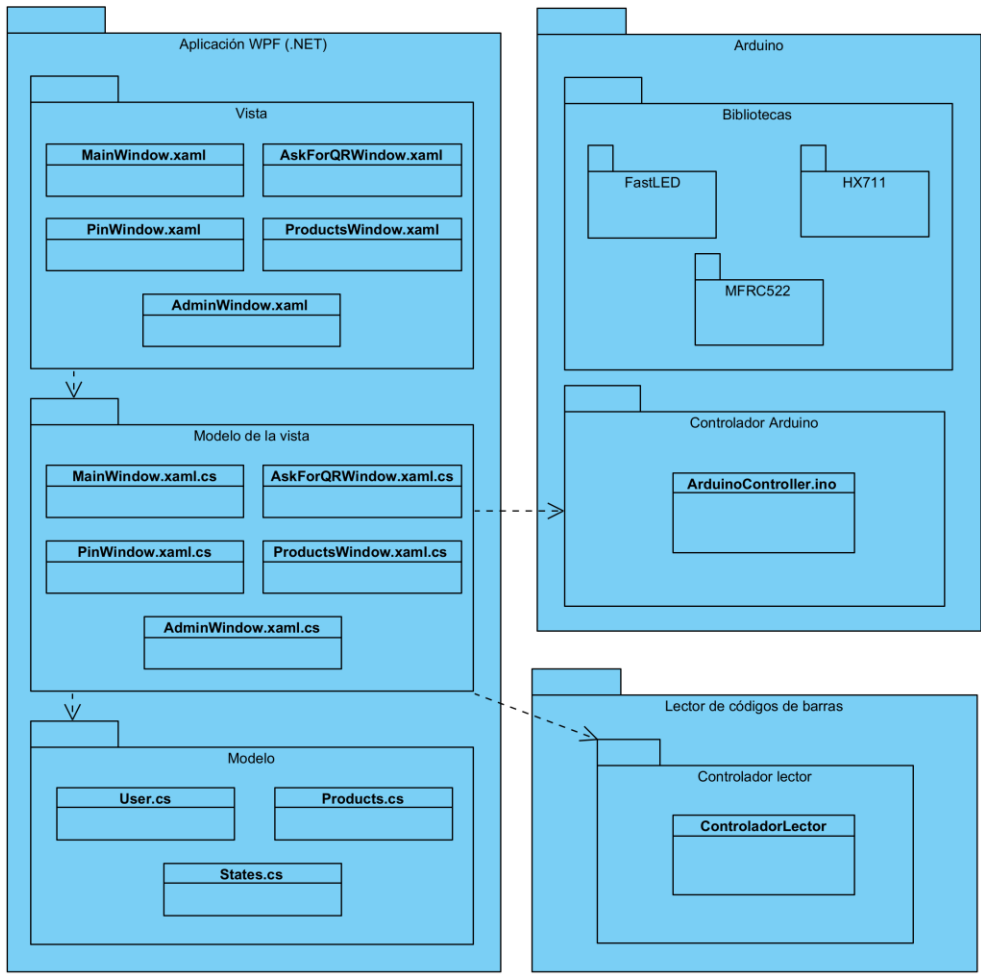 Aplicación WPF (.NET)
Vista
MainWindow.xaml
AskForQRWindow.xaml
PinWindow.xaml
ProductsWindow.xaml
AdminWindow.xaml
Modelo de la vista
MainWindow.xaml.cs
AskForQRWindow.xaml.cs
PinWindow.xaml.cs
ProductsWindow.xaml.cs
AdminWindow.xaml.cs
Modelo
User.cs
Products.cs
States.cs
Arduino
Bibliotecas
FastLED
HX711
MFRC522
Controlador Arduino
ArduinoController.ino
Lector de códigos de barras
Controlador lector
ControladorLector